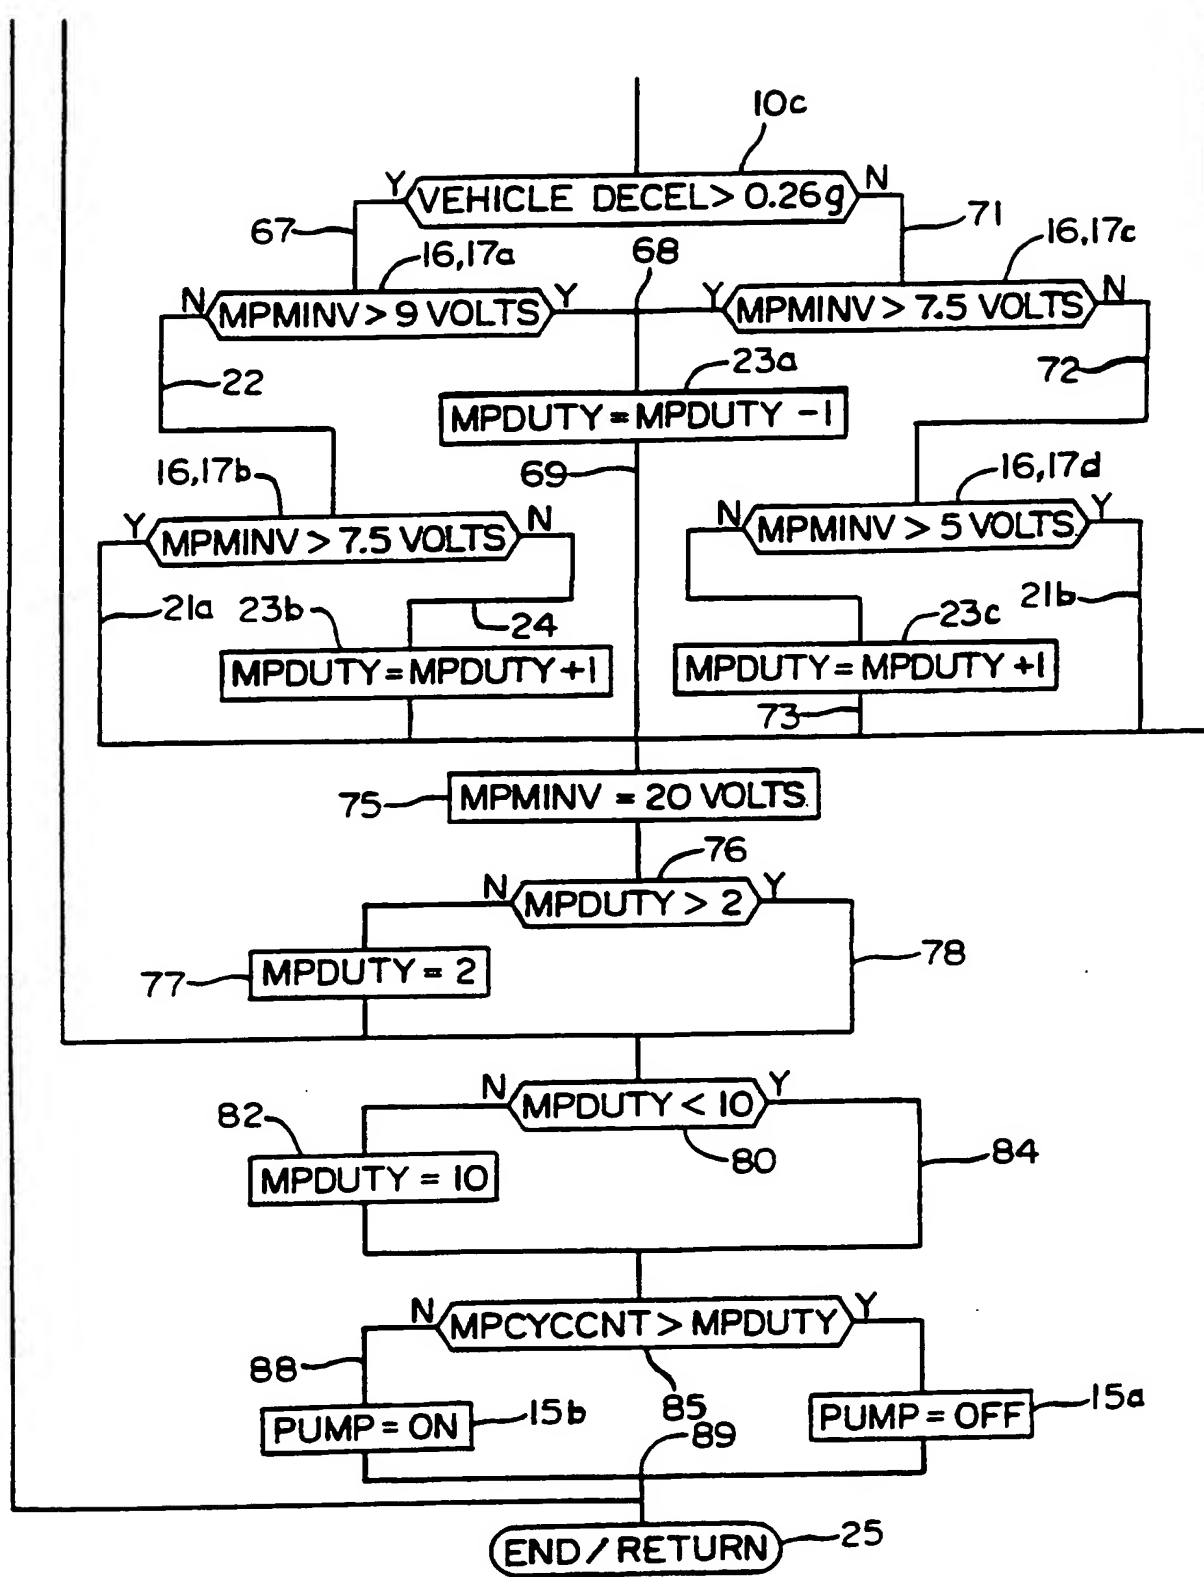 10c
Y VEHICLE DECEL > 0.26g N
67 71
16,17a 68 16,17c
N MPMINV > 9 VOLTS Y Y MPMINV > 7.5 VOLTS N
22 23a 72
MPDUTY = MPDUTY -1
16,17b 69 16,17d
Y MPMINV > 7.5 VOLTS N N MPMINV > 5 VOLTS Y
21a 23b 24 23c 21b
MPDUTY = MPDUTY +1 MPDUTY = MPDUTY +1
73
75 MPMINV = 20 VOLTS
76
N MPDUTY > 2 Y
77 MPDUTY = 2 78
N MPDUTY < 10 Y
82 80 84
MPDUTY = 10
N MPCYCCNT > MPDUTY Y
88 85
PUMP = ON 15b PUMP = OFF 15a
89
END / RETURN 25